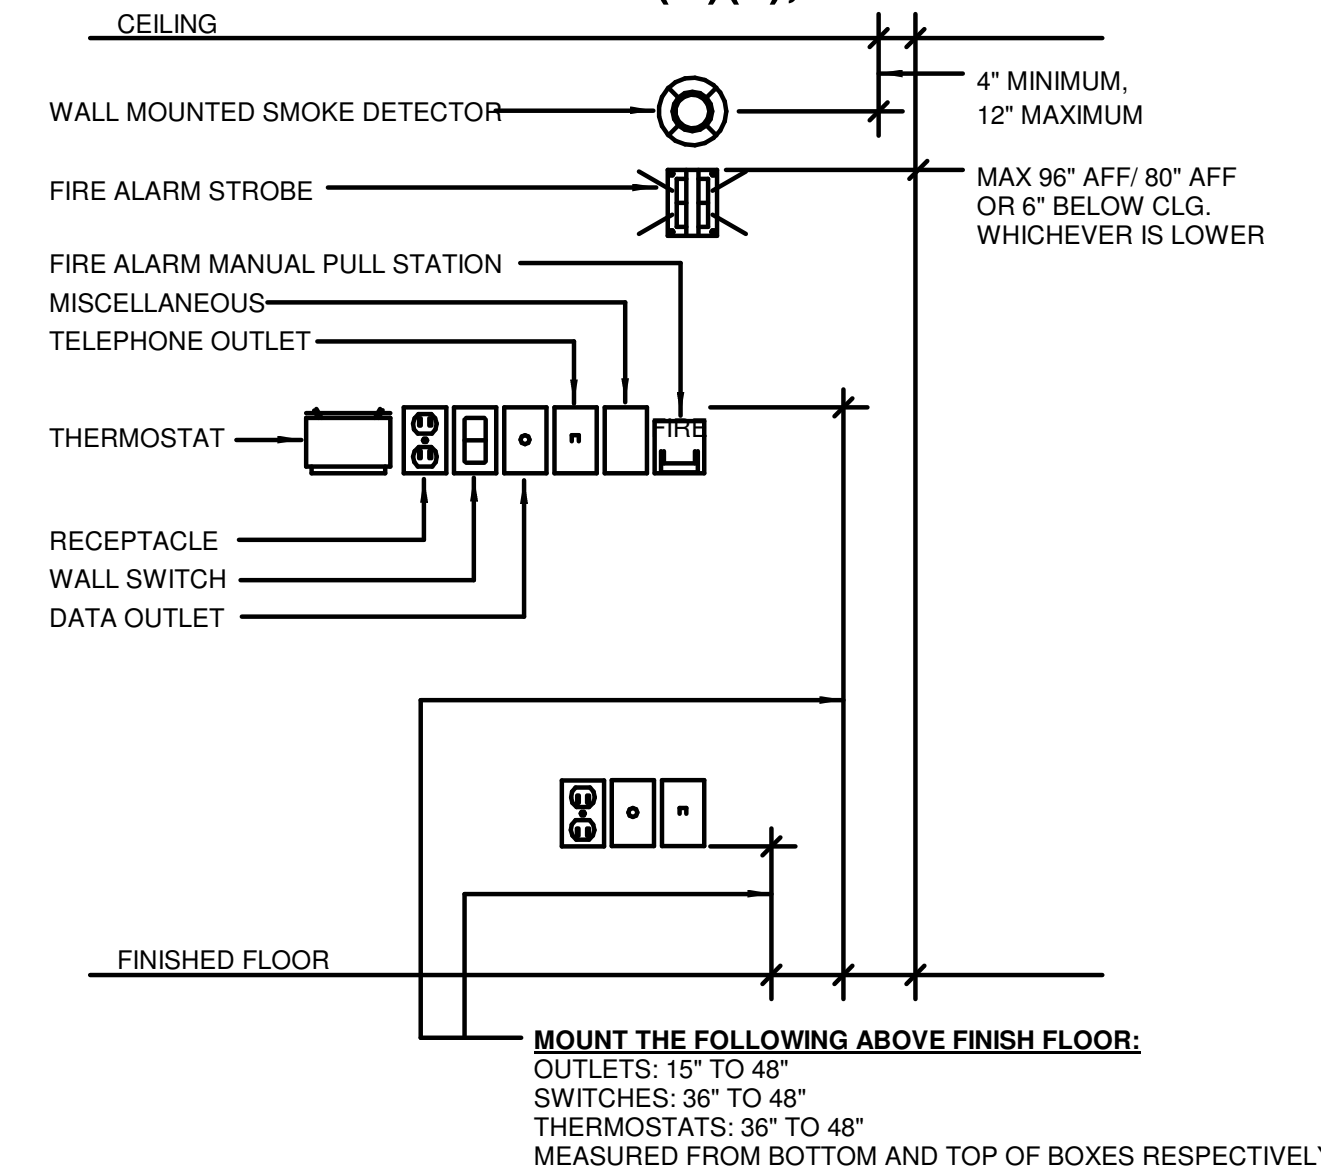 CEILING
4" MINIMUM,
12" MAXIMUM
WALL MOUNTED SMOKE DETECTOR
MAX 96" AFF/ 80" AFF
OR 6" BELOW CLG.
WHICHEVER IS LOWER
FIRE ALARM STROBE
FIRE ALARM MANUAL PULL STATION
MISCELLANEOUS
TELEPHONE OUTLET
THERMOSTAT
FIRE
RECEPTACLE
WALL SWITCH
DATA OUTLET
FINISHED FLOOR
MOUNT THE FOLLOWING ABOVE FINISH FLOOR:
OUTLETS: 15" TO 48"
SWITCHES: 36" TO 48"
THERMOSTATS: 36" TO 48"
MEASURED FROM BOTTOM AND TOP OF BOXES RESPECTIVELY